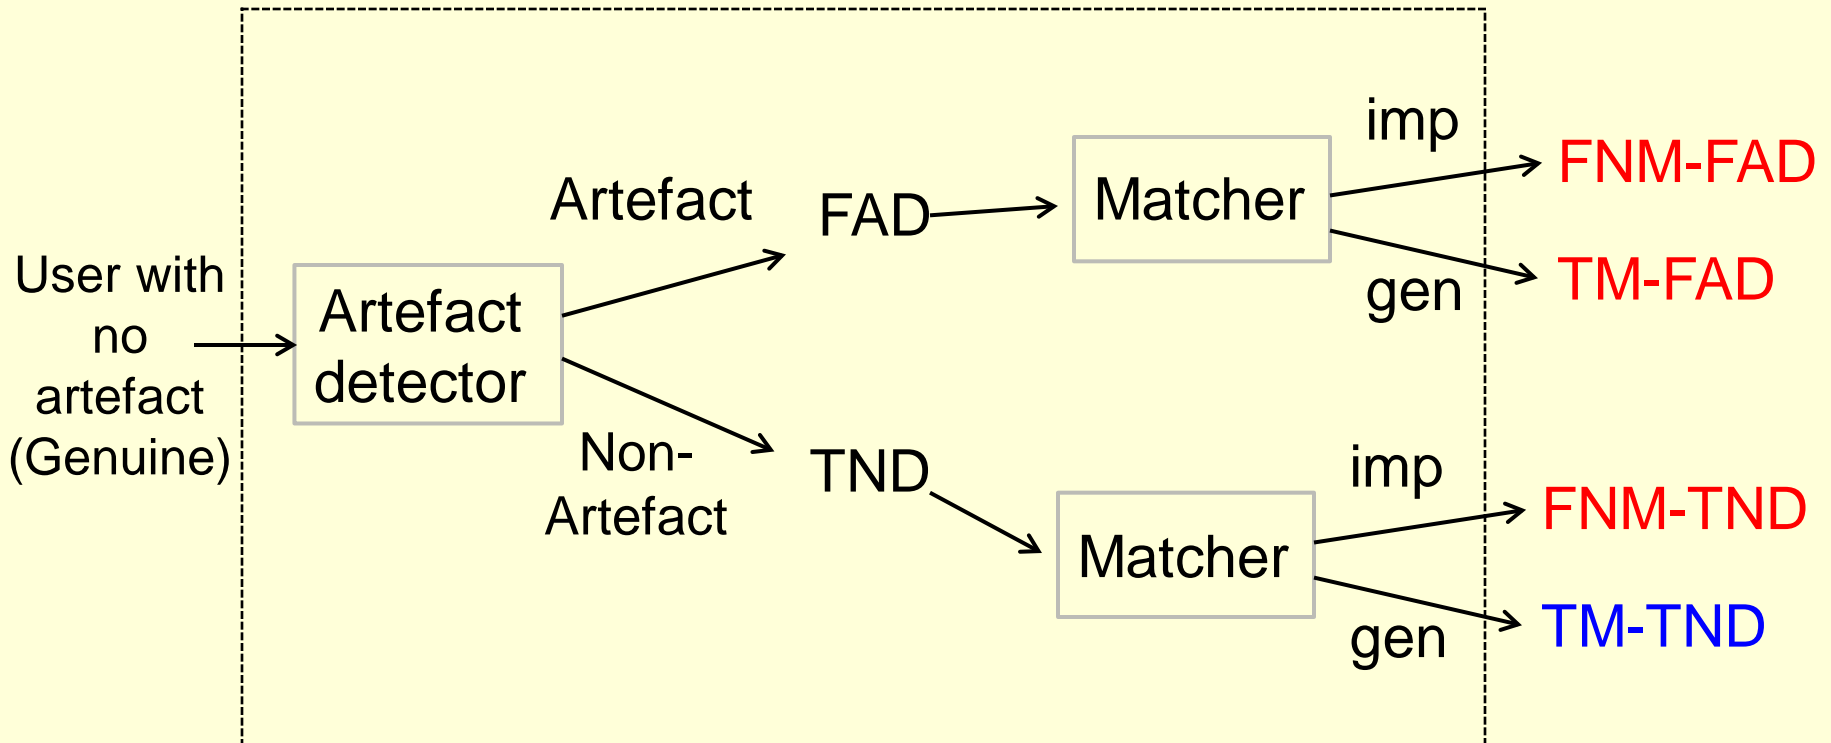 User with
no
artefact
(Genuine)
Artefact
detector
Artefact
Non-
Artefact
FAD
TND
Matcher
imp
gen
FNM-FAD
TM-FAD
Matcher
imp
gen
FNM-TND
TM-TND